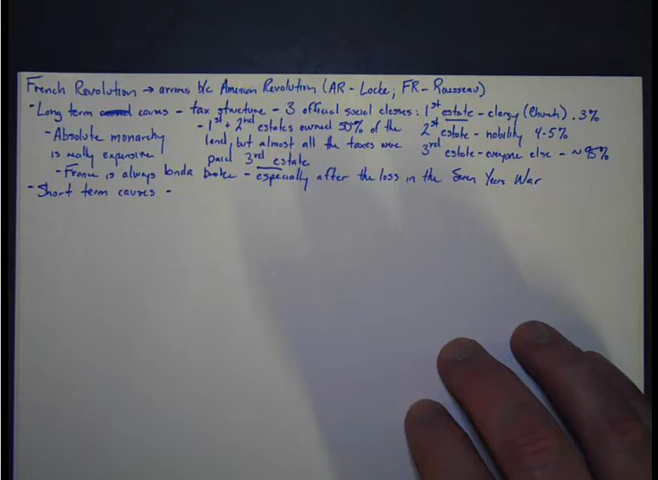 French Revolution → arrives b/c American Revolution (AR - Locke; FR - Rousseau)
- Long term causes - tax structure - 3 official social classes: 1st estate - clergy (Church) .3%
- Absolute monarchy - 1st + 2nd estates owned 50% of the 2st estate - nobility 4-5%
is really expensive land, but almost all the taxes were 3rd estate - everyone else - ~95%
paid 3rd estate
- France is always kinda broke - especially after the loss in the Seven Years War
- Short term causes -